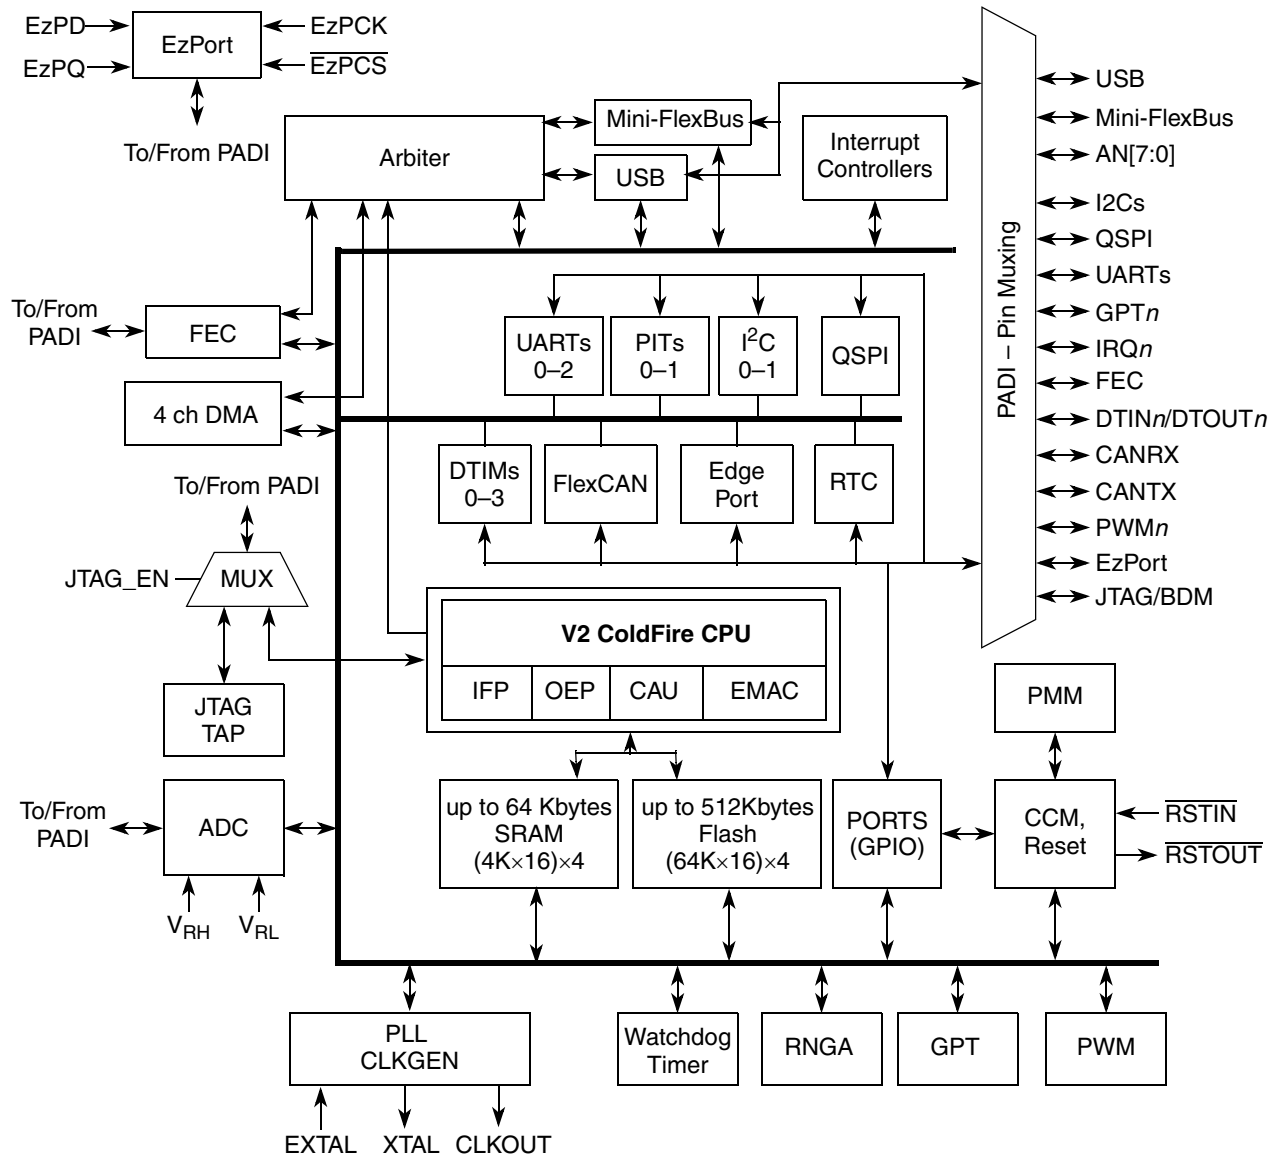 EzPD
EzPort
EzPCK
EzPQ
EzPCS
To/From PADI
Arbiter
Mini-FlexBus
USB
Interrupt
Controllers
PADI – Pin Muxing
USB
Mini-FlexBus
AN[7:0]
I2Cs
QSPI
UARTs
GPTn
IRQn
FEC
DTINn/DTOUTn
CANRX
CANTX
PWMn
EzPort
JTAG/BDM
To/From
PADI
FEC
UARTs
0–2
PITs
0–1
I²C
0–1
QSPI
4 ch DMA
DTIMs
0–3
FlexCAN
Edge
Port
RTC
To/From PADI
JTAG_EN
MUX
V2 ColdFire CPU
IFP
OEP
CAU
EMAC
JTAG
TAP
PMM
To/From
PADI
ADC
VRH
VRL
up to 64 Kbytes
SRAM
(4K×16)×4
up to 512Kbytes
Flash
(64K×16)×4
PORTS
(GPIO)
CCM,
Reset
RSTIN
RSTOUT
PLL
CLKGEN
Watchdog
Timer
RNGA
GPT
PWM
EXTAL
XTAL
CLKOUT